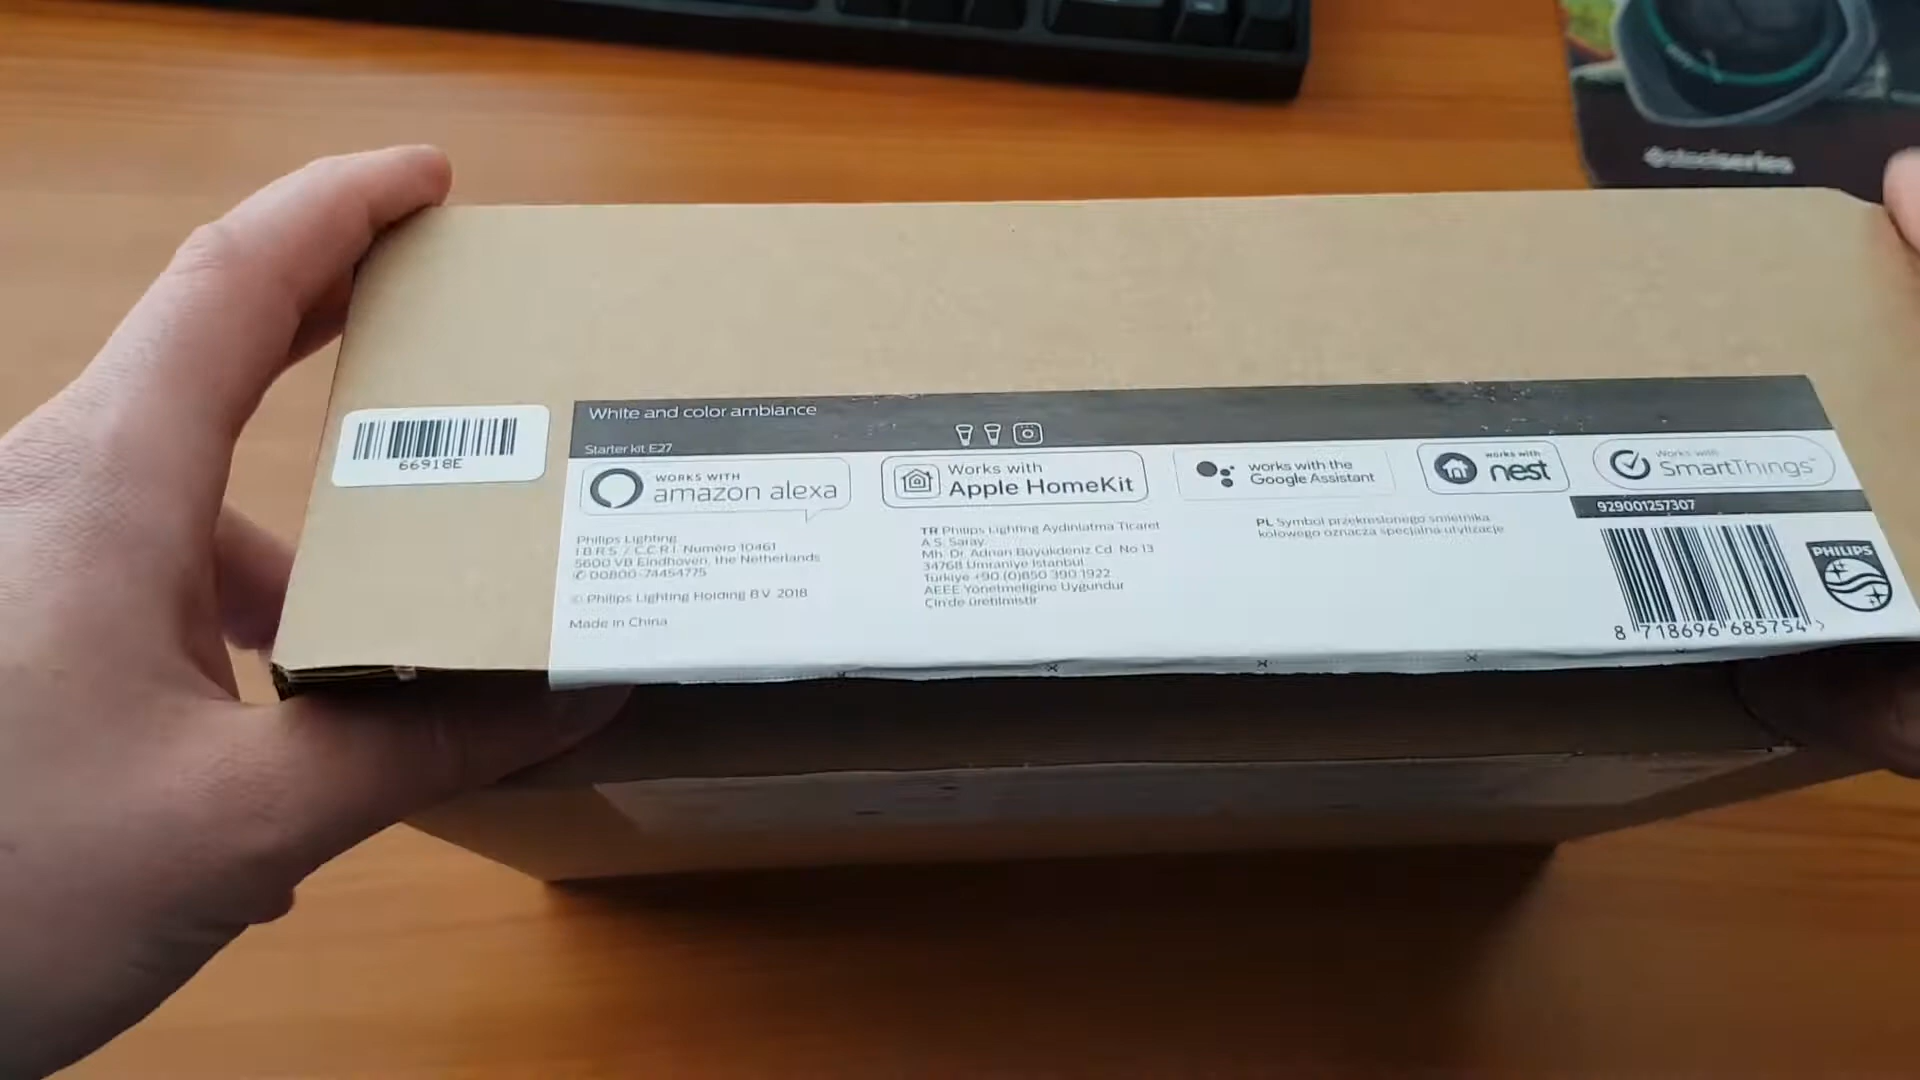 steelseries
66918E
White and color ambiance
Starter kit E27
WORKS WITH
amazon alexa
Works with
Apple HomeKit
works with the
Google Assistant
works with
nest
Works with
SmartThings
929001257307
Philips Lighting
I.B.R.S. / C.C.R.I. Numéro 10461
5600 VB Eindhoven, the Netherlands
✆ 00800-74454775
© Philips Lighting Holding B.V. 2018
Made in China
TR Philips Lighting Aydınlatma Ticaret
A.S. Saray
Mh. Dr. Adnan Büyükdeniz Cd. No 13
34768 Ümraniye İstanbul
Türkiye +90 (0)850 390 1922
AEEE Yönetmeliğine Uygundur
Çin'de üretilmiştir
PL Symbol przekreślonego śmietnika
kołowego oznacza specjalną utylizację
PHILIPS
8 718696 685754 >